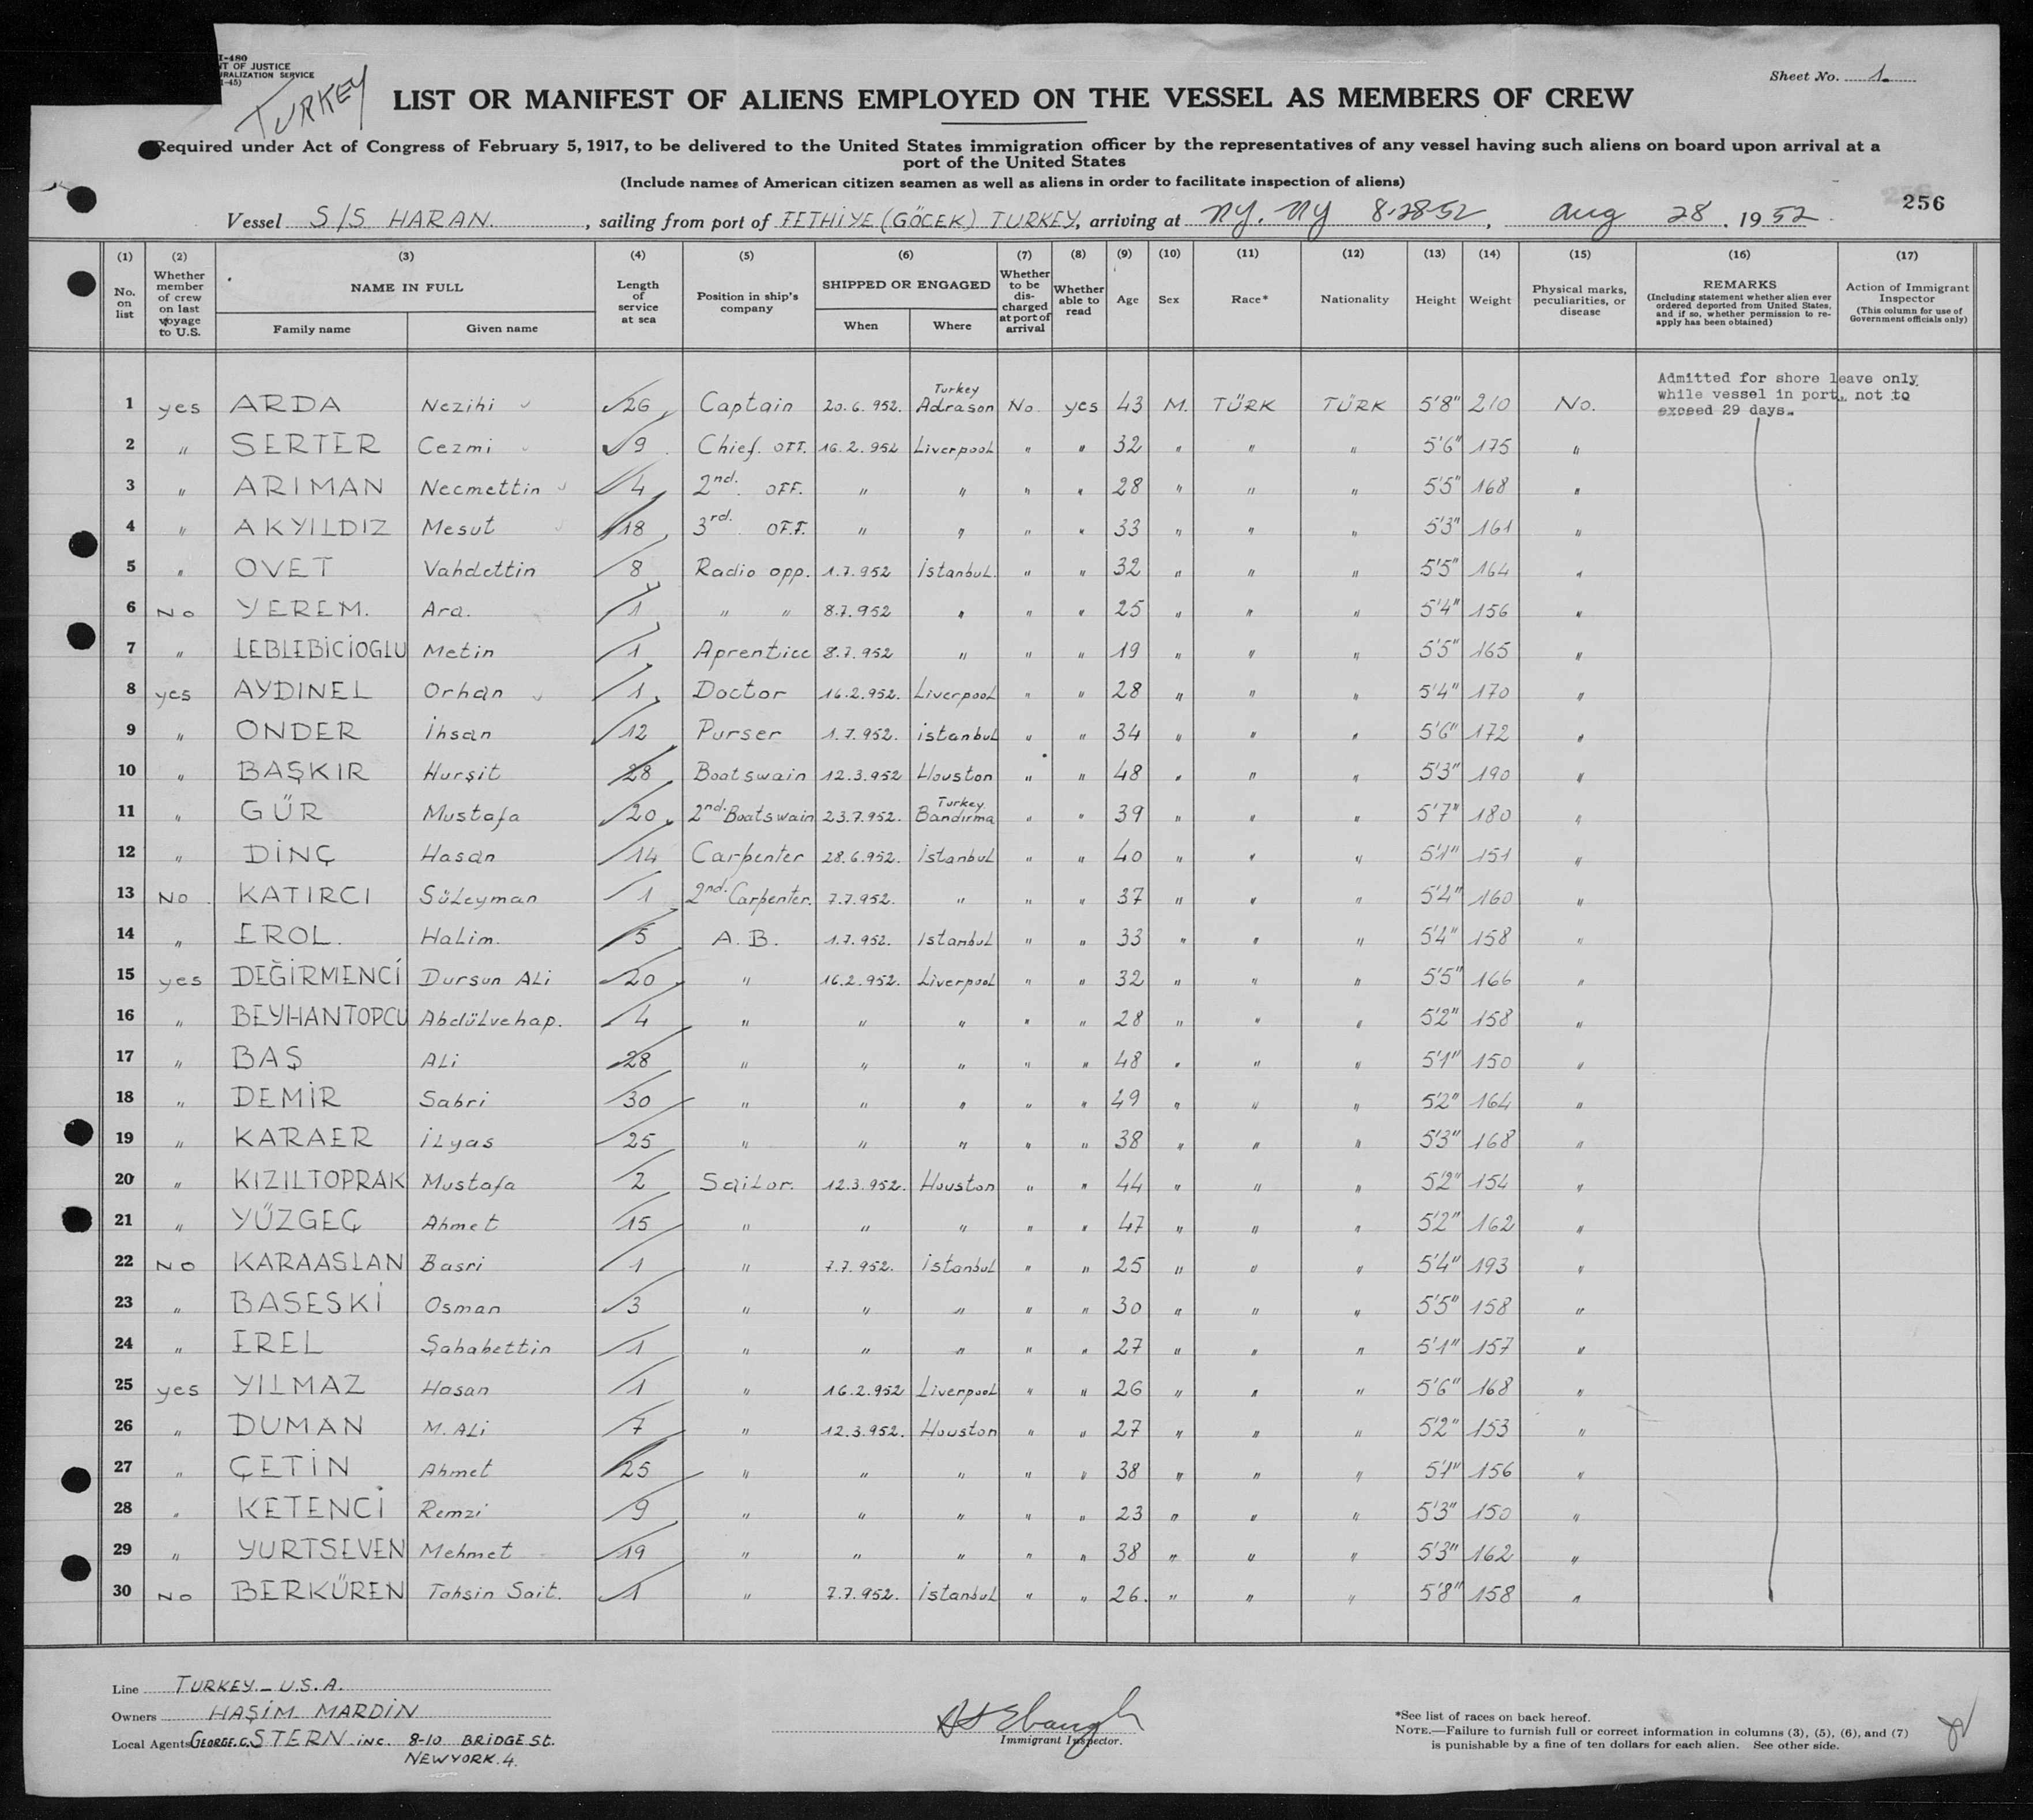 I-480
T OF JUSTICE
URALIZATION SERVICE
-45)
TURKEY
Sheet No. 1.
LIST OR MANIFEST OF ALIENS EMPLOYED ON THE VESSEL AS MEMBERS OF CREW
Required under Act of Congress of February 5, 1917, to be delivered to the United States immigration officer by the representatives of any vessel having such aliens on board upon arrival at a
port of the United States
(Include names of American citizen seamen as well as aliens in order to facilitate inspection of aliens)
256
Vessel S/S HARAN. , sailing from port of FETHİYE (GÖCEK) TURKEY, arriving at NY. NY 8-28-52, Aug 28. 1952.
(1) No. on list (2) Whether member of crew on last voyage to U.S. (3) NAME IN FULL Family name Given name (4) Length of service at sea (5) Position in ship's company (6) SHIPPED OR ENGAGED When Where (7) Whether to be discharged at port of arrival (8) Whether able to read (9) Age (10) Sex (11) Race* (12) Nationality (13) Height (14) Weight (15) Physical marks, peculiarities, or disease (16) REMARKS (Including statement whether alien ever ordered deported from United States, and if so, whether permission to re-apply has been obtained) (17) Action of Immigrant Inspector (This column for use of Government officials only)
Admitted for shore leave only
while vessel in port, not to
exceed 29 days.
1 yes ARDA Nezihi 26 Captain 20.6.952. Turkey Adrason No. yes 43 M. TÜRK TÜRK 5'8" 210 No.
2 " SERTER Cezmi 9 Chief. OFF. 16.2.952 Liverpool " " 32 " " " 5'6" 175 "
3 " ARIMAN Necmettin 4 2nd. OFF. " " " " 28 " " " 5'5" 168 "
4 " AKYILDIZ Mesut 18 3rd. OFF. " " " " 33 " " " 5'3" 161 "
5 " OVET Vahdettin 8 Radio opp. 1.7.952 İstanbul. " " 32 " " " 5'5" 164 "
6 No YEREM. Ara. 1 " " 8.7.952 " " " 25 " " " 5'4" 156 "
7 " LEBLEBİCİOGLU Metin 1 Aprentice 8.7.952 " " " 19 " " " 5'5" 165 "
8 yes AYDINEL Orhan 1 Doctor 16.2.952. Liverpool " " 28 " " " 5'4" 170 "
9 " ONDER İhsan 12 Purser 1.7.952. istanbul " " 34 " " " 5'6" 172 "
10 " BAŞKIR Hurşit 28 Boatswain 12.3.952 Houston " " 48 " " " 5'3" 190 "
11 " GÜR Mustafa 20 2nd. Boatswain 23.7.952. Turkey Bandırma " " 39 " " " 5'7" 180 "
12 " DİNÇ Hasan 14 Carpenter 28.6.952. İstanbul " " 40 " " " 5'1" 151 "
13 No KATIRCI Süleyman 1 2nd. Carpenter. 7.7.952. " " " 37 " " " 5'4" 160 "
14 " EROL. Halim. 5 A.B. 1.7.952. Istanbul " " 33 " " " 5'4" 158 "
15 yes DEĞİRMENCİ Dursun Ali 20 " 16.2.952. Liverpool " " 32 " " " 5'5" 166 "
16 " BEYHANTOPCU Abdülvehap. 4 " " " " " 28 " " " 5'2" 158 "
17 " BAŞ Ali 28 " " " " " 48 " " " 5'1" 150 "
18 " DEMİR Sabri 30 " " " " " 49 " " " 5'2" 164 "
19 " KARAER İlyas 25 " " " " " 38 " " " 5'3" 168 "
20 " KIZILTOPRAK Mustafa 2 Sailor. 12.3.952. Houston " " 44 " " " 5'2" 154 "
21 " YÜZGEÇ Ahmet 15 " " " " " 47 " " " 5'2" 162 "
22 No KARAASLAN Basri 1 " 7.7.952. İstanbul " " 25 " " " 5'4" 193 "
23 " BASESKİ Osman 3 " " " " " 30 " " " 5'5" 158 "
24 " EREL Şahabettin 1 " " " " " 27 " " " 5'1" 157 "
25 yes YILMAZ Hasan 1 " 16.2.952 Liverpool " " 26 " " " 5'6" 168 "
26 " DUMAN M. Ali 7 " 12.3.952. Houston " " 27 " " " 5'2" 153 "
27 " ÇETİN Ahmet 25 " " " " " 38 " " " 5'1" 156 "
28 " KETENCİ Remzi 9 " " " " " 23 " " " 5'3" 150 "
29 " YURTSEVEN Mehmet 19 " " " " " 38 " " " 5'3" 162 "
30 No BERKÜREN Tahsin Sait. 1 " 7.7.952. İstanbul " " 26. " " " 5'8" 158 "
Line TURKEY - U.S.A.
Owners HAŞİM MARDİN
Local Agents GEORGE.C. STERN inc. 8-10 BRİDGE St.
NEWYORK.4.
Immigrant Inspector.
*See list of races on back hereof.
NOTE.—Failure to furnish full or correct information in columns (3), (5), (6), and (7)
is punishable by a fine of ten dollars for each alien. See other side.